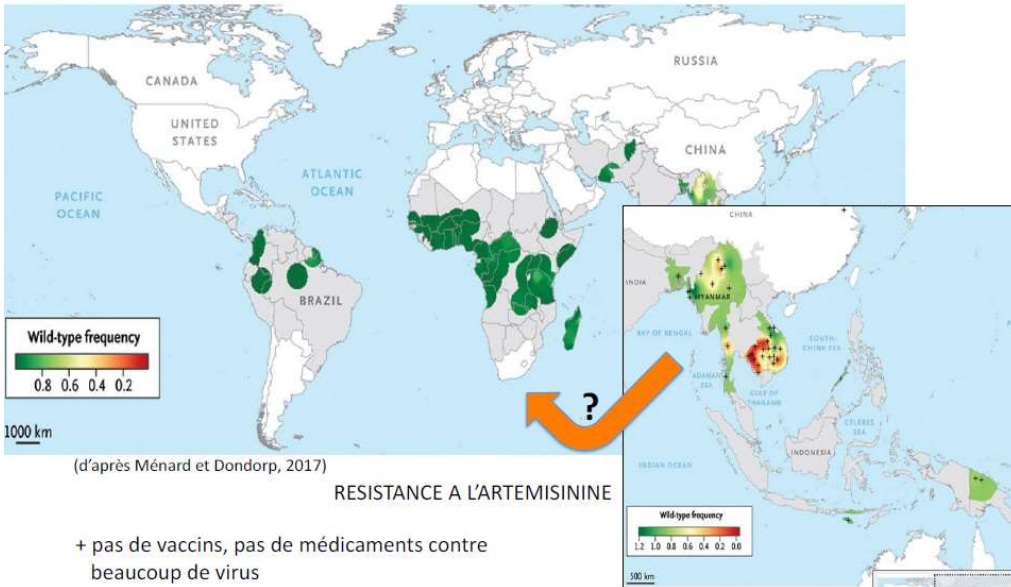 CANADA
UNITED
STATES
PACIFIC
OCEAN
ATLANTIC
OCEAN
BRAZIL
RUSSIA
CHINA
Wild-type frequency
0.8 0.6 0.4 0.2
1000 km
CHINA
INDIA
MYANMAR
BAY OF BENGAL
SOUTH
CHINA SEA
ADAMAN
SEA
GULF OF
THAILAND
CELEBES
SEA
INDONESIA
INDIAN OCEAN
Wild-type frequency
1.2 1.0 0.8 0.6 0.4 0.2 0.0
500 km
?
(d'après Ménard et Dondorp, 2017)
RESISTANCE A L'ARTEMISININE
+ pas de vaccins, pas de médicaments contre
beaucoup de virus